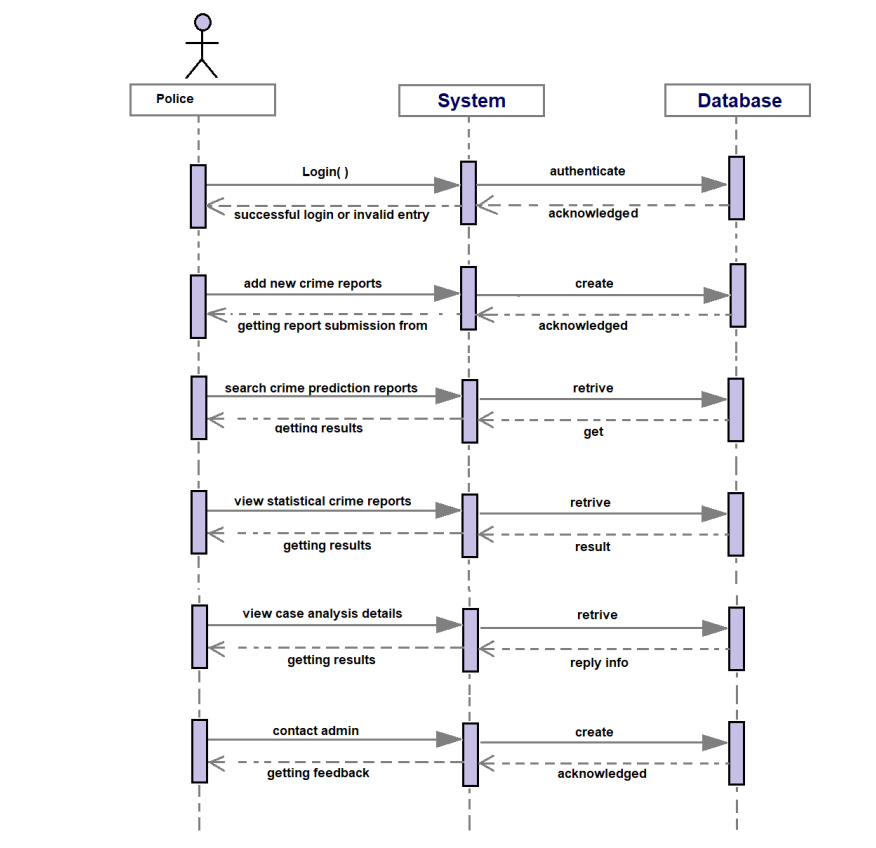 Police
System
Database
Login( )
authenticate
successful login or invalid entry
acknowledged
add new crime reports
create
getting report submission from
acknowledged
search crime prediction reports
retrive
getting results
get
view statistical crime reports
retrive
getting results
result
view case analysis details
retrive
getting results
reply info
contact admin
create
getting feedback
acknowledged